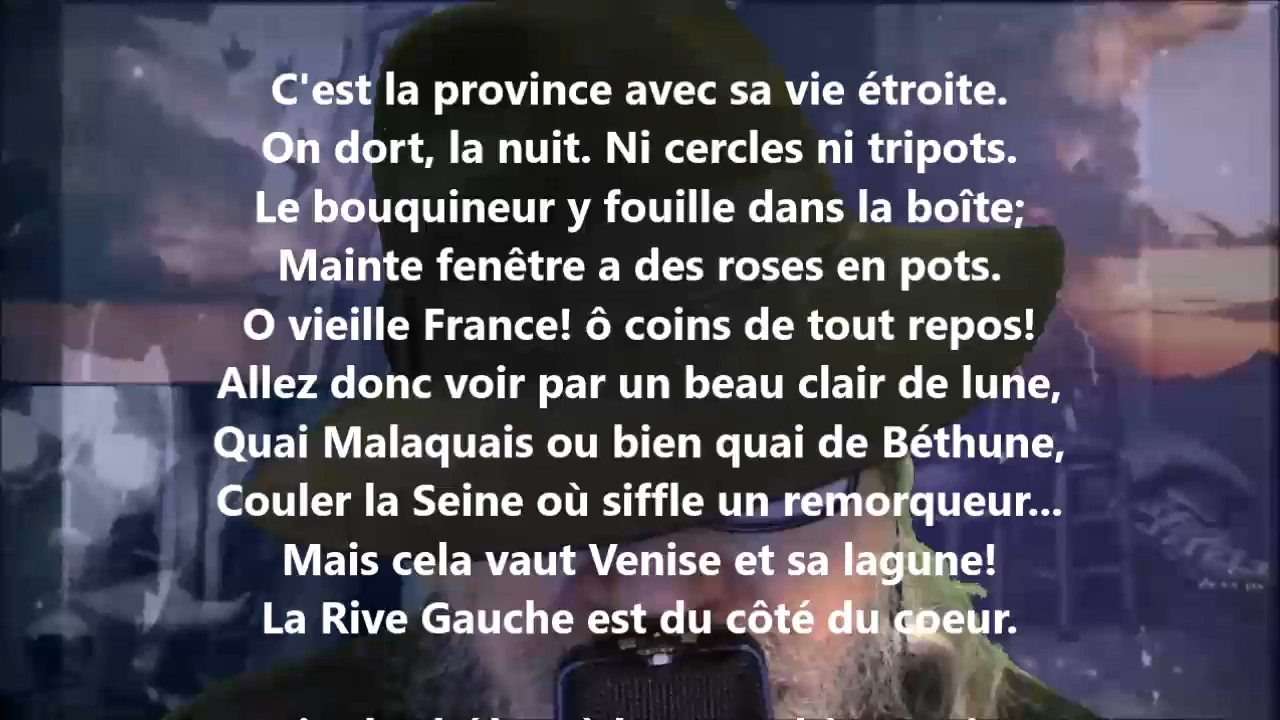 C'est la province avec sa vie étroite.
On dort, la nuit. Ni cercles ni tripots.
Le bouquineur y fouille dans la boîte;
Mainte fenêtre a des roses en pots.
O vieille France! ô coins de tout repos!
Allez donc voir par un beau clair de lune,
Quai Malaquais ou bien quai de Béthune,
Couler la Seine où siffle un remorqueur...
Mais cela vaut Venise et sa lagune!
La Rive Gauche est du côté du coeur.